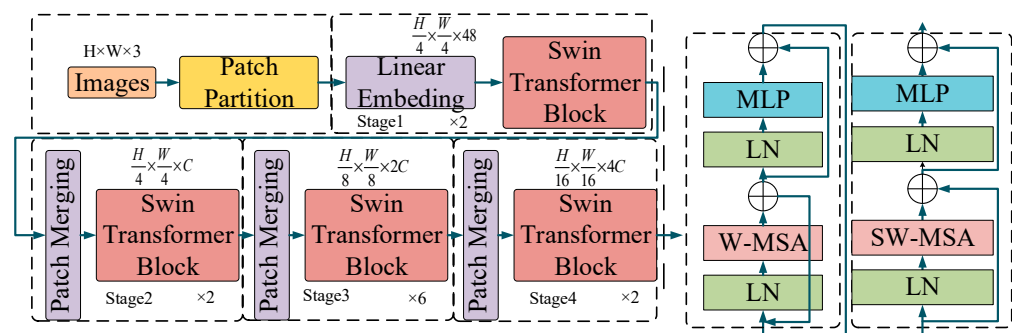 H×W×3
Images
Patch
Partition
H/4×W/4×48
Linear
Embeding
Stage1
×2
Swin
Transformer
Block
Patch Merging
H/4×W/4×C
Swin
Transformer
Block
Stage2
×2
Patch Merging
H/8×W/8×2C
Swin
Transformer
Block
Stage3
×6
Patch Merging
H/16×W/16×4C
Swin
Transformer
Block
Stage4
×2
MLP
LN
W-MSA
LN
MLP
LN
SW-MSA
LN